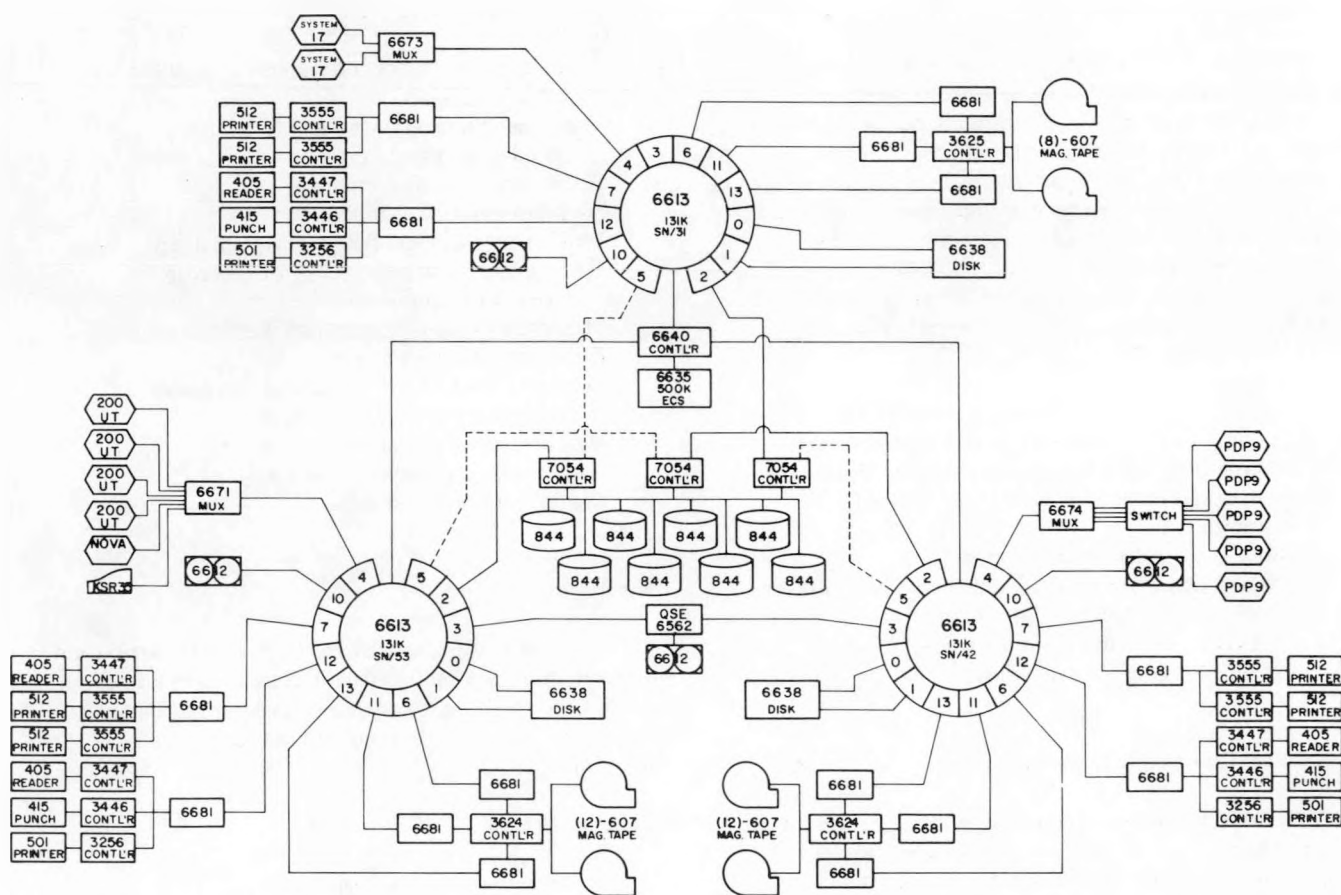 SYSTEM
17
SYSTEM
17
6673
MUX
512
PRINTER
3555
CONTL'R
6681
512
PRINTER
3555
CONTL'R
405
READER
3447
CONTL'R
415
PUNCH
3446
CONTL'R
6681
501
PRINTER
3256
CONTL'R
6612
4
3
6
11
7
13
12
0
10
1
5
2
6613
131K
SN/31
6681
6681
3625
CONTL'R
6681
(8)-607
MAG. TAPE
6638
DISK
6640
CONTL'R
6635
500K
ECS
7054
CONTL'R
7054
CONTL'R
7054
CONTL'R
844
844
844
844
844
844
844
844
QSE
6562
6612
200
UT
200
UT
200
UT
200
UT
NOVA
KSR35
6671
MUX
6612
4
5
10
2
7
3
12
0
13
1
11
6
6613
131K
SN/53
6638
DISK
405
READER
3447
CONTL'R
512
PRINTER
3555
CONTL'R
6681
512
PRINTER
3555
CONTL'R
405
READER
3447
CONTL'R
415
PUNCH
3446
CONTL'R
6681
501
PRINTER
3256
CONTL'R
6681
6681
3624
CONTL'R
6681
(12)-607
MAG. TAPE
6674
MUX
SWITCH
PDP9
PDP9
PDP9
PDP9
PDP9
6612
2
4
5
10
3
7
0
12
1
6
13
11
6613
131K
SN/42
6638
DISK
6681
3555
CONTL'R
512
PRINTER
3555
CONTL'R
512
PRINTER
3447
CONTL'R
405
READER
6681
3446
CONTL'R
415
PUNCH
3256
CONTL'R
501
PRINTER
(12)-607
MAG. TAPE
6681
3624
CONTL'R
6681
6681